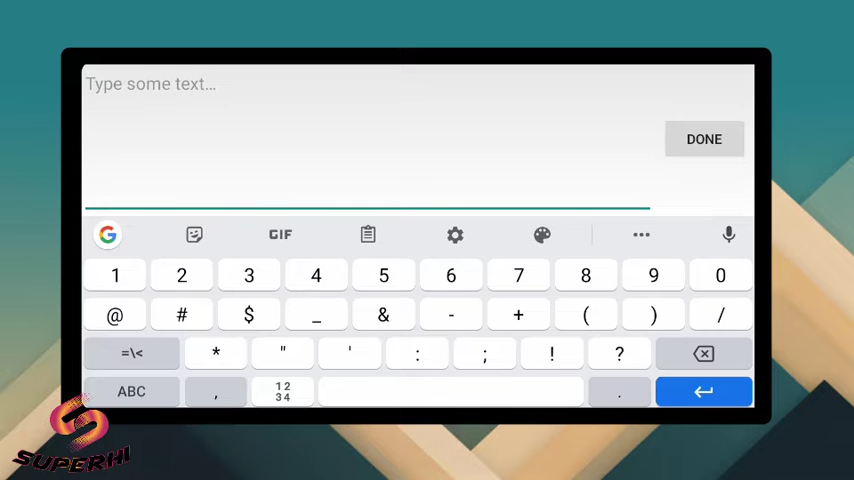 Type some text...
DONE
G GIF
1 2 3 4 5 6 7 8 9 0
@ # $ _ & - + ( ) /
=\< * " ' : ; ! ?
ABC , 12 34 .
SUPERHI